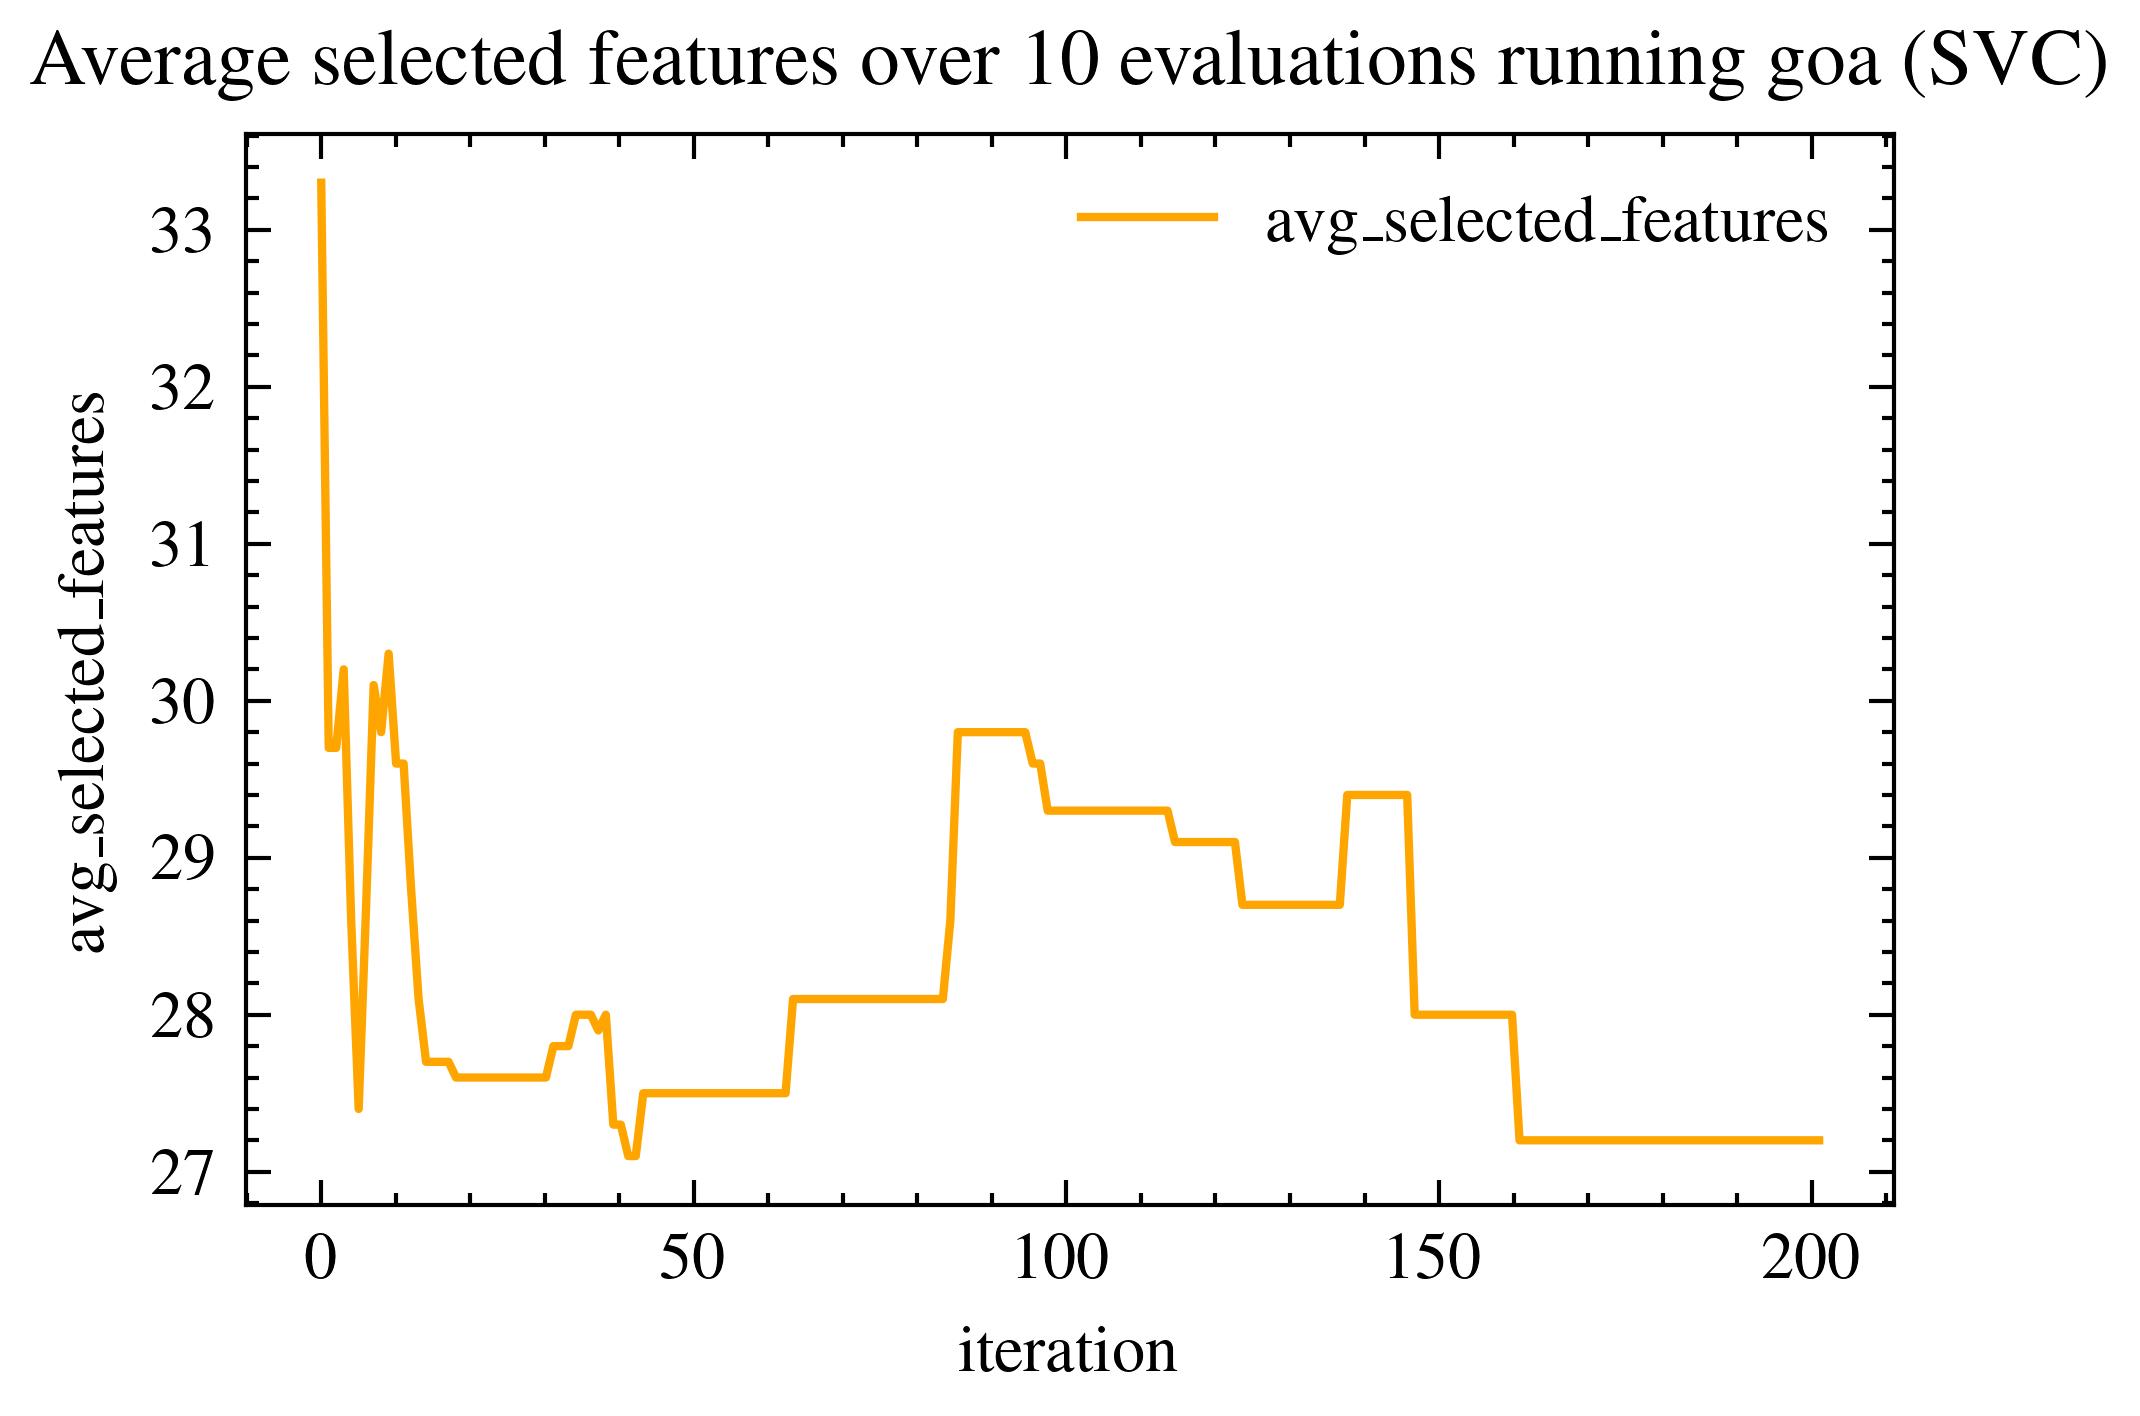 Average selected features over 10 evaluations running goa (SVC)
avg_selected_features
33
32
31
30
29
28
27
avg_selected_features
0 50 100 150 200
iteration